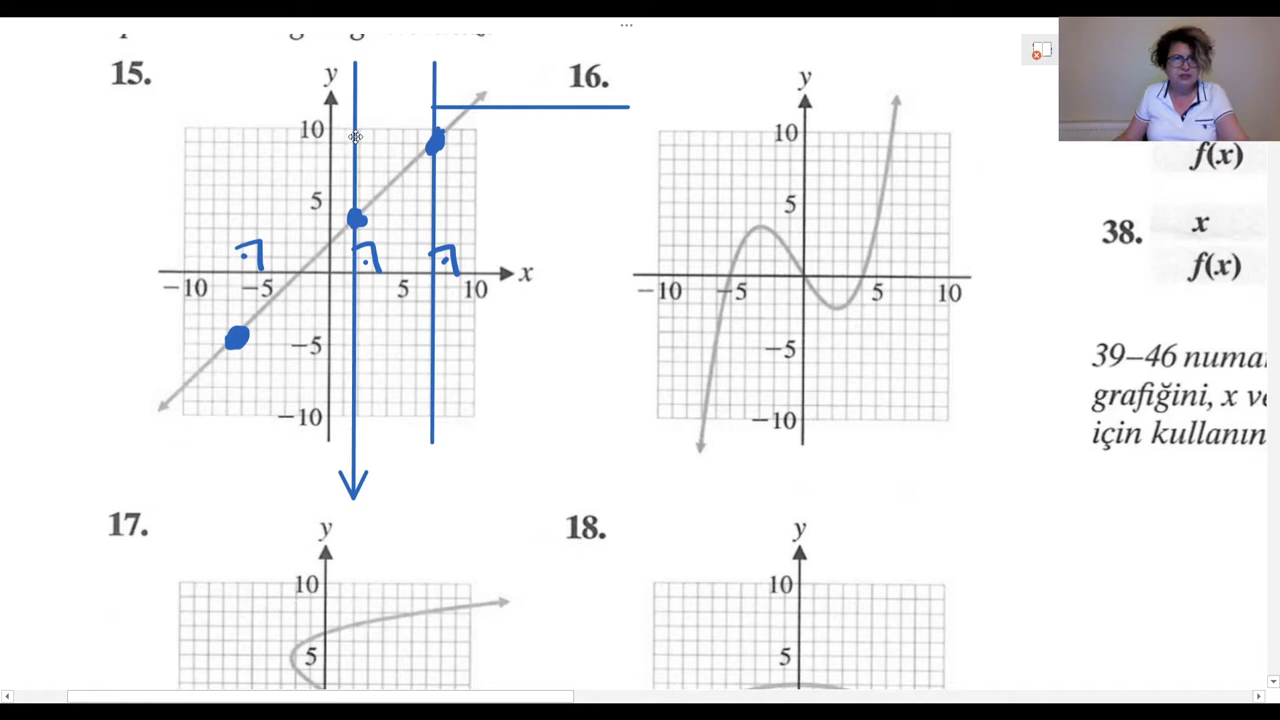 15.
y
10
5
−10
−5
5
10
x
−5
−10
16.
y
10
5
−10
−5
5
10
−5
−10
f(x)
38.
x
f(x)
39–46 numa
grafiğini, x ve
için kullanın
17.
y
10
5
18.
y
10
5